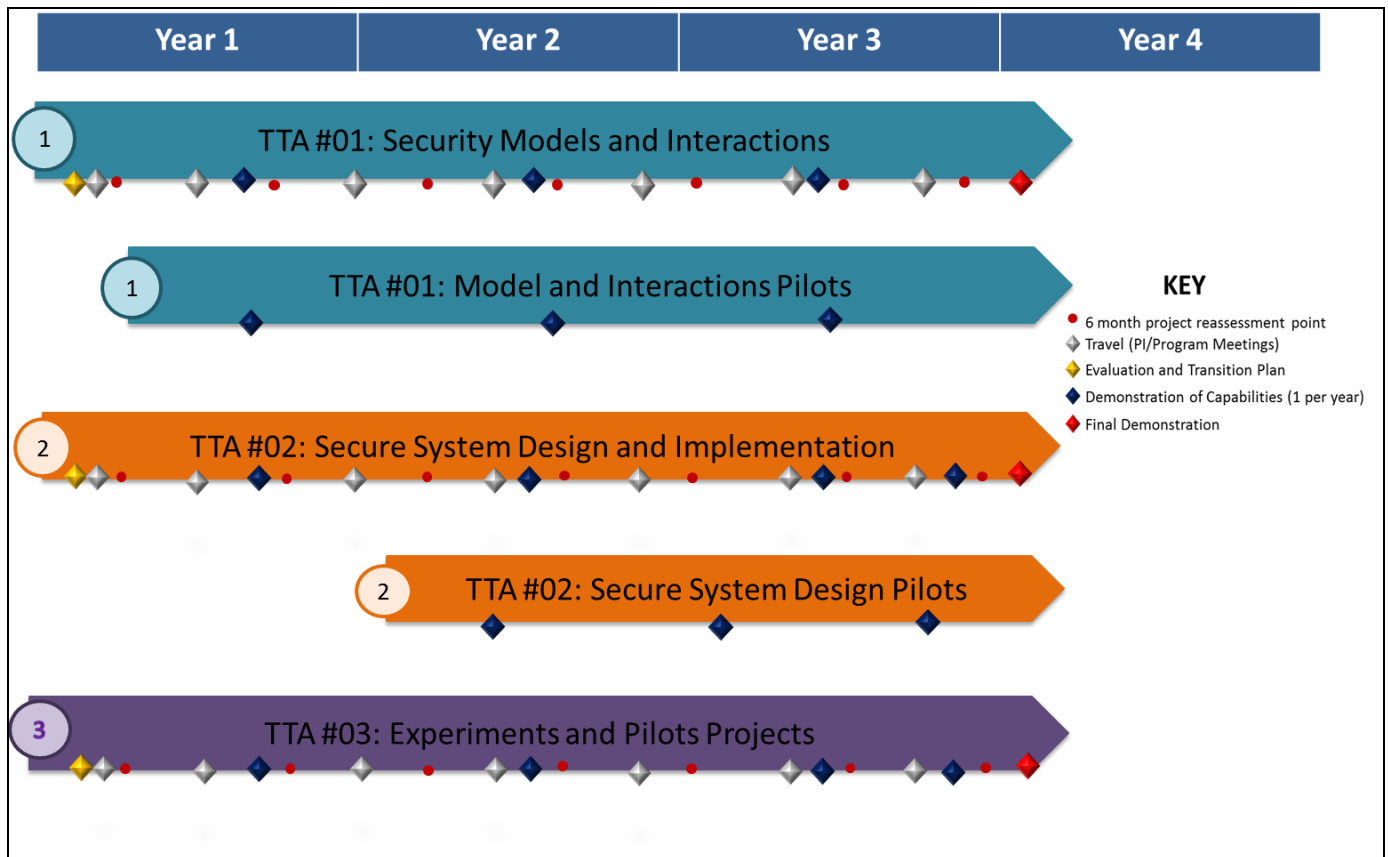 Year 1
Year 2
Year 3
Year 4
1
TTA #01: Security Models and Interactions
1
TTA #01: Model and Interactions Pilots
KEY
6 month project reassessment point
Travel (PI/Program Meetings)
Evaluation and Transition Plan
Demonstration of Capabilities (1 per year)
Final Demonstration
2
TTA #02: Secure System Design and Implementation
2
TTA #02: Secure System Design Pilots
3
TTA #03: Experiments and Pilots Projects